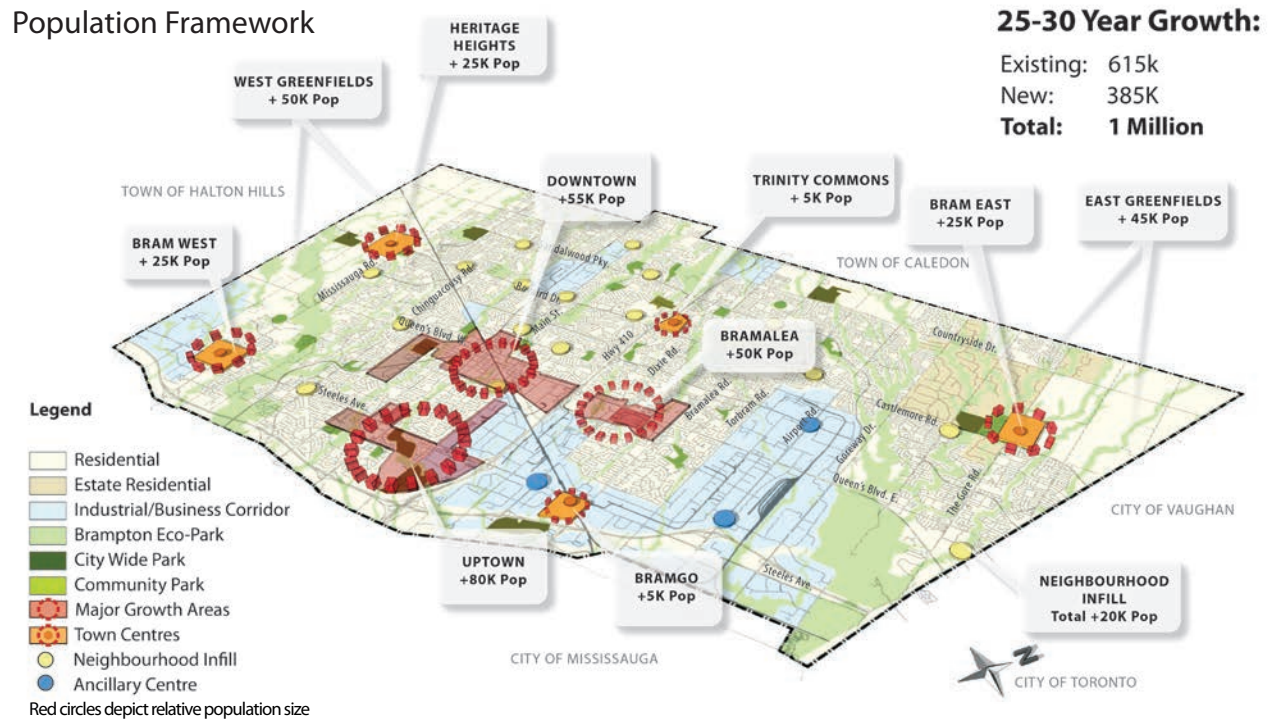 Population Framework
25-30 Year Growth:
Existing: 615k
New: 385K
Total: 1 Million
HERITAGE
HEIGHTS
+ 25K Pop
WEST GREENFIELDS
+ 50K Pop
TOWN OF HALTON HILLS
DOWNTOWN
+55K Pop
TRINITY COMMONS
+ 5K Pop
BRAM EAST
+25K Pop
EAST GREENFIELDS
+ 45K Pop
BRAM WEST
+ 25K Pop
TOWN OF CALEDON
dalwood Pky.
Mississauga Rd.
Chinguacousy Rd.
Main St.
Queen's Blvd. W.
Hwy 410
Dixie Rd.
BRAMALEA
+50K Pop
Countryside Dr.
Steeles Ave.
Bramalea Rd.
Torbram Rd.
Airport Rd.
Castlemore Rd.
Goreway Dr.
Queen's Blvd. E.
The Gore Rd.
CITY OF VAUGHAN
Legend
Residential
Estate Residential
Industrial/Business Corridor
Brampton Eco-Park
City Wide Park
Community Park
Major Growth Areas
Town Centres
Neighbourhood Infill
Ancillary Centre
Red circles depict relative population size
UPTOWN
+80K Pop
BRAMGO
+5K Pop
Steeles Ave.
NEIGHBOURHOOD
INFILL
Total +20K Pop
CITY OF MISSISSAUGA
N
CITY OF TORONTO